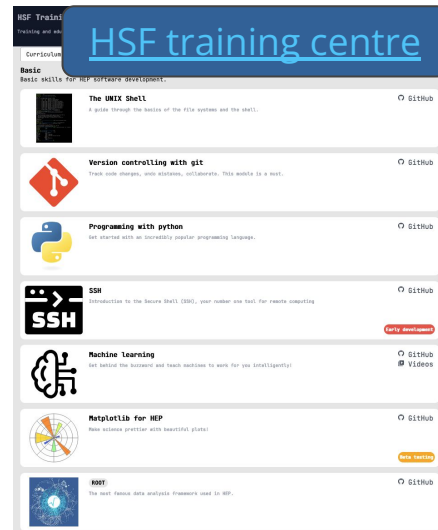 HSF Traini
HSF training centre
Training and edu
Curriculum
Basic
Basic skills for HEP software development.
The UNIX Shell
GitHub
A guide through the basics of the file systems and the shell.
Version controlling with git
GitHub
Track code changes, undo mistakes, collaborate. This module is a must.
Programming with python
GitHub
Get started with an incredibly popular programming language.
SSH
GitHub
Introduction to the Secure Shell (SSH), your number one tool for remote computing
SSH
Early development
Machine learning
GitHub
Get behind the buzzword and teach machines to work for you intelligently!
Videos
Matplotlib for HEP
GitHub
Make science prettier with beautiful plots!
Beta testing
ROOT
GitHub
The most famous data analysis framework used in HEP.